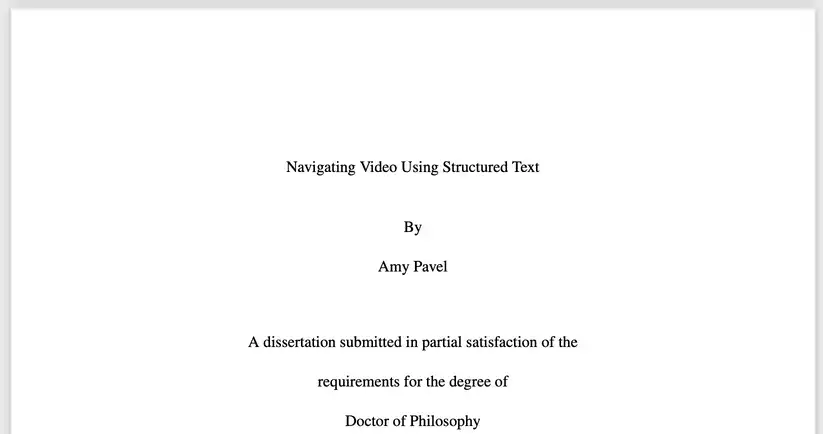 Navigating Video Using Structured Text
By
Amy Pavel
A dissertation submitted in partial satisfaction of the
requirements for the degree of
Doctor of Philosophy